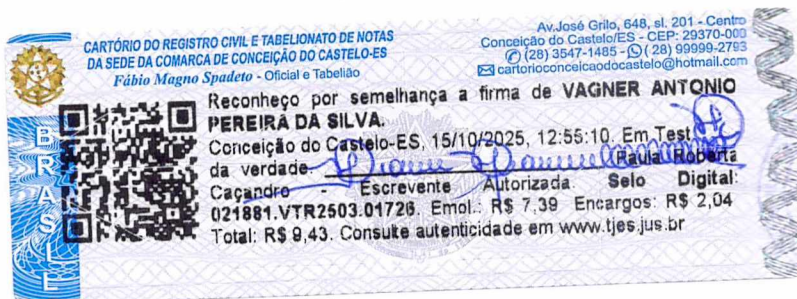 CARTÓRIO DO REGISTRO CIVIL E TABELIONATO DE NOTAS
DA SEDE DA COMARCA DE CONCEIÇÃO DO CASTELO-ES
Fábio Magno Spadeto - Oficial e Tabelião
Av.José Grilo, 648, sl. 201 - Centro
Conceição do Castelo/ES - CEP: 29370-000
(28) 3547-1485 - (28) 99999-2793
cartorioconceicaodocastelo@hotmail.com
BRASIL
Reconheço por semelhança a firma de VAGNER ANTONIO
PEREIRA DA SILVA.
Conceição do Castelo-ES, 15/10/2025, 12:55:10. Em Test.
da verdade. Paula Roberta
Caçandro - Escrevente Autorizada. Selo Digital:
021881.VTR2503.01726. Emol.: R$ 7,39 Encargos: R$ 2,04
Total: R$ 9,43. Consulte autenticidade em www.tjes.jus.br